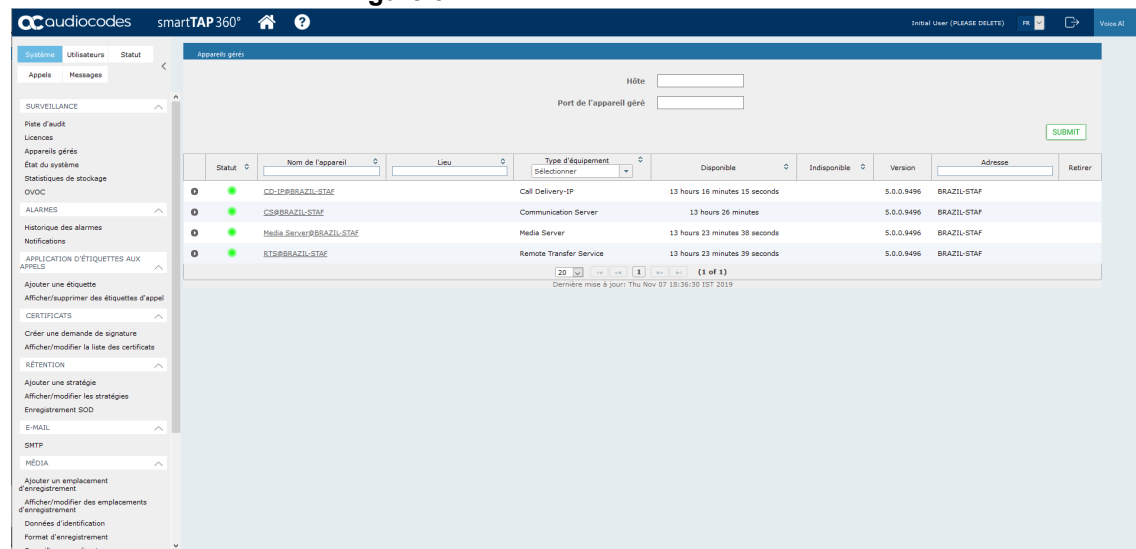 audiocodes smartTAP 360° Initial User (PLEASE DELETE) FR Voice.AI
Système Utilisateurs Statut
Appels Messages
SURVEILLANCE
Piste d'audit
Licences
Appareils gérés
État du système
Statistiques de stockage
OVOC
ALARMES
Historique des alarmes
Notifications
APPLICATION D'ÉTIQUETTES AUX
APPELS
Ajouter une étiquette
Afficher/supprimer des étiquettes d'appel
CERTIFICATS
Créer une demande de signature
Afficher/modifier la liste des certificats
RÉTENTION
Ajouter une stratégie
Afficher/modifier les stratégies
Enregistrement SOD
E-MAIL
SMTP
MÉDIA
Ajouter un emplacement
d'enregistrement
Afficher/modifier des emplacements
d'enregistrement
Données d'identification
Format d'enregistrement
Appareils gérés
Hôte
Port de l'appareil géré
SUBMIT
Statut Nom de l'appareil Lieu Type d'équipement Disponible Indisponible Version Adresse Retirer
Sélectionner
CD-IP@BRAZIL-STAF Call Delivery-IP 13 hours 16 minutes 15 seconds 5.0.0.9496 BRAZIL-STAF
CS@BRAZIL-STAF Communication Server 13 hours 26 minutes 5.0.0.9496 BRAZIL-STAF
Media Server@BRAZIL-STAF Media Server 13 hours 23 minutes 38 seconds 5.0.0.9496 BRAZIL-STAF
RTS@BRAZIL-STAF Remote Transfer Service 13 hours 23 minutes 39 seconds 5.0.0.9496 BRAZIL-STAF
20 1 (1 of 1)
Dernière mise à jour: Thu Nov 07 18:36:30 IST 2019